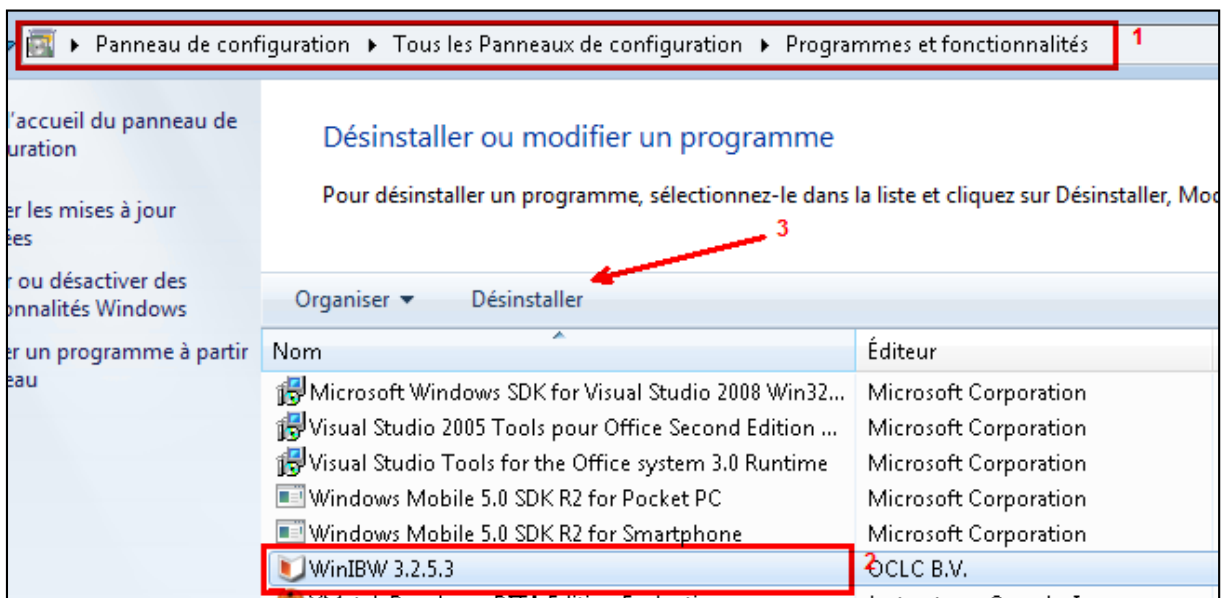 Panneau de configuration ▸ Tous les Panneaux de configuration ▸ Programmes et fonctionnalités 1
'accueil du panneau de
uration
er les mises à jour
ées
r ou désactiver des
onnalités Windows
er un programme à partir
eau
Désinstaller ou modifier un programme
Pour désinstaller un programme, sélectionnez-le dans la liste et cliquez sur Désinstaller, Mod
3
Organiser ▾ Désinstaller
Nom Éditeur
Microsoft Windows SDK for Visual Studio 2008 Win32... Microsoft Corporation
Visual Studio 2005 Tools pour Office Second Edition ... Microsoft Corporation
Visual Studio Tools for the Office system 3.0 Runtime Microsoft Corporation
Windows Mobile 5.0 SDK R2 for Pocket PC Microsoft Corporation
Windows Mobile 5.0 SDK R2 for Smartphone Microsoft Corporation
WinIBW 3.2.5.3 2 OCLC B.V.